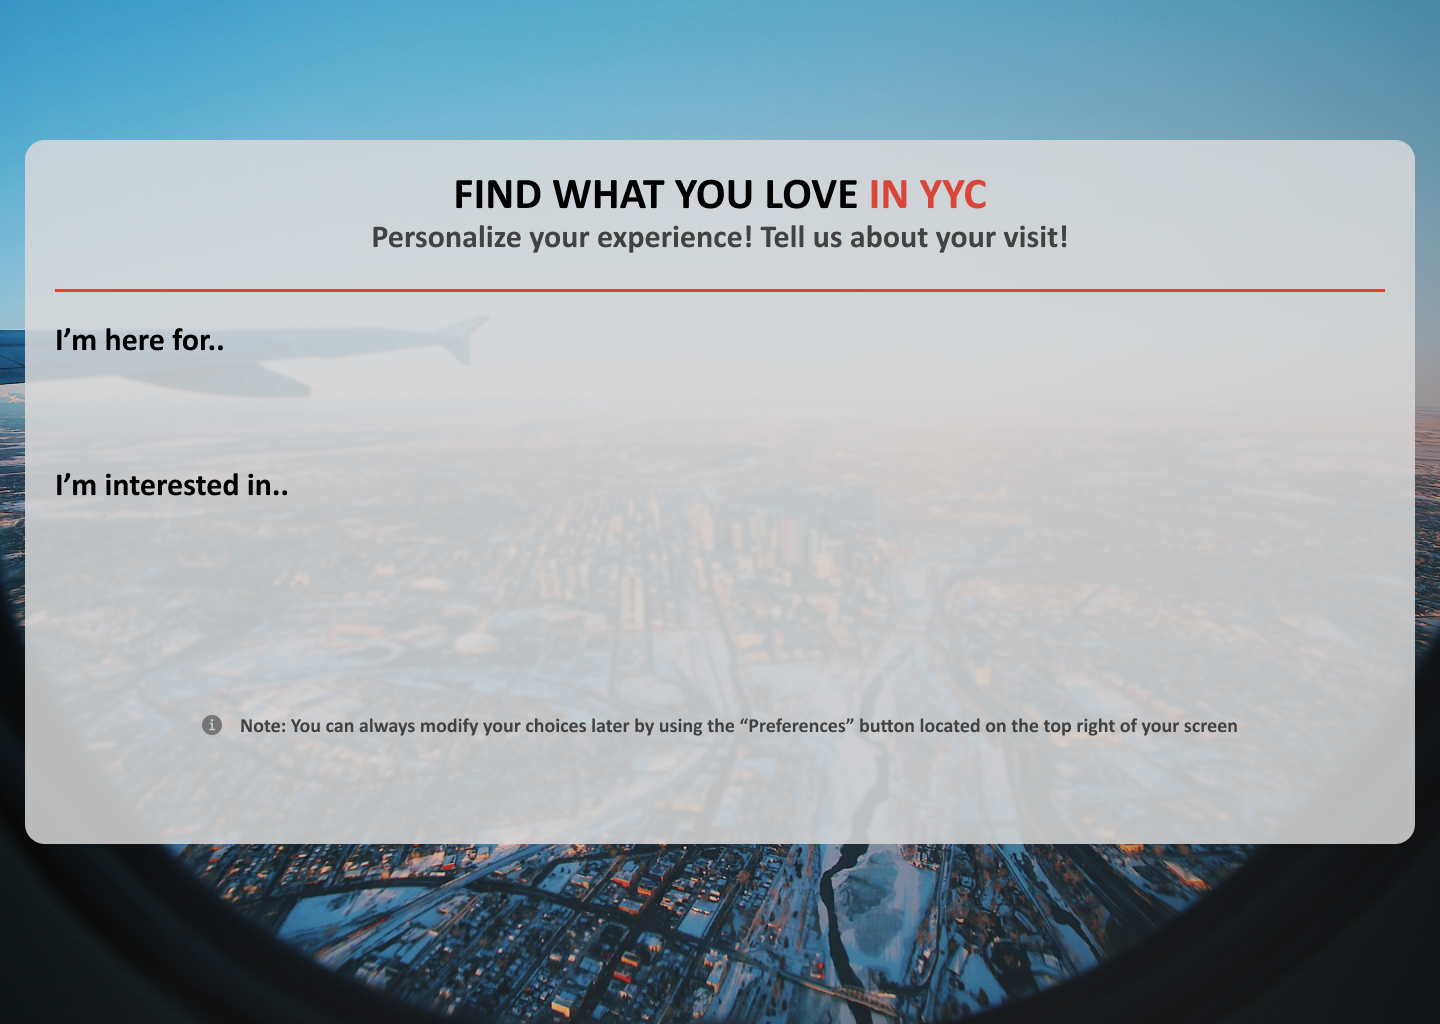 FIND WHAT YOU LOVE IN YYC
Personalize your experience! Tell us about your visit!
I’m here for..
I’m interested in..
Note: You can always modify your choices later by using the “Preferences” button located on the top right of your screen